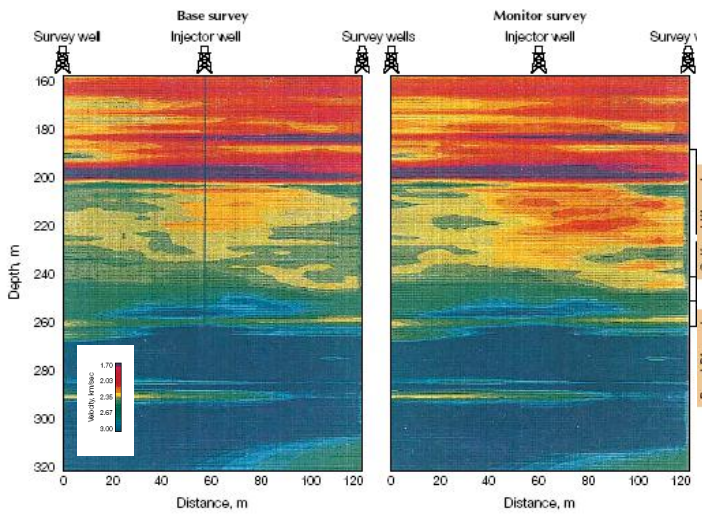 Base survey
Monitor survey
Survey well
Injector well
Survey wells
Injector well
Survey
Depth, m
160
180
200
220
240
260
280
300
320
Velocity, km/sec
1.70
2.03
2.35
2.67
3.00
0
20
40
60
80
100
120
0
20
40
60
80
100
120
Distance, m
Distance, m